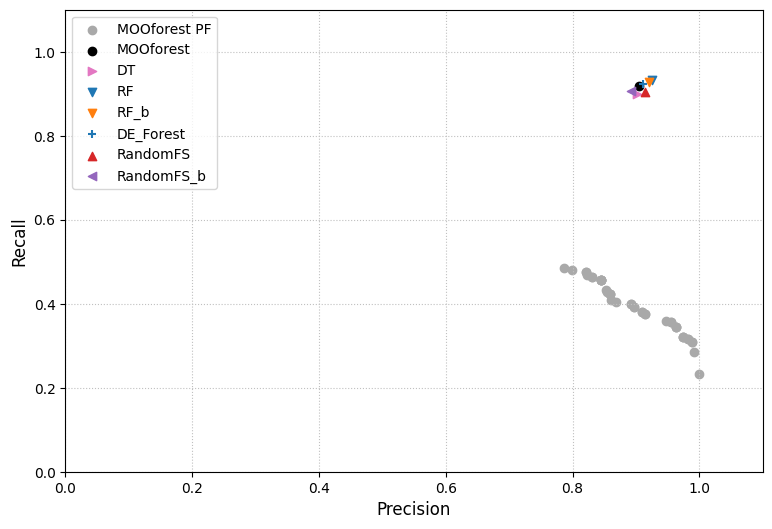 MOOforest PF
MOOforest
DT
RF
RF_b
DE_Forest
RandomFS
RandomFS_b
1.0
0.8
0.6
0.4
0.2
0.0
Recall
0.0 0.2 0.4 0.6 0.8 1.0
Precision